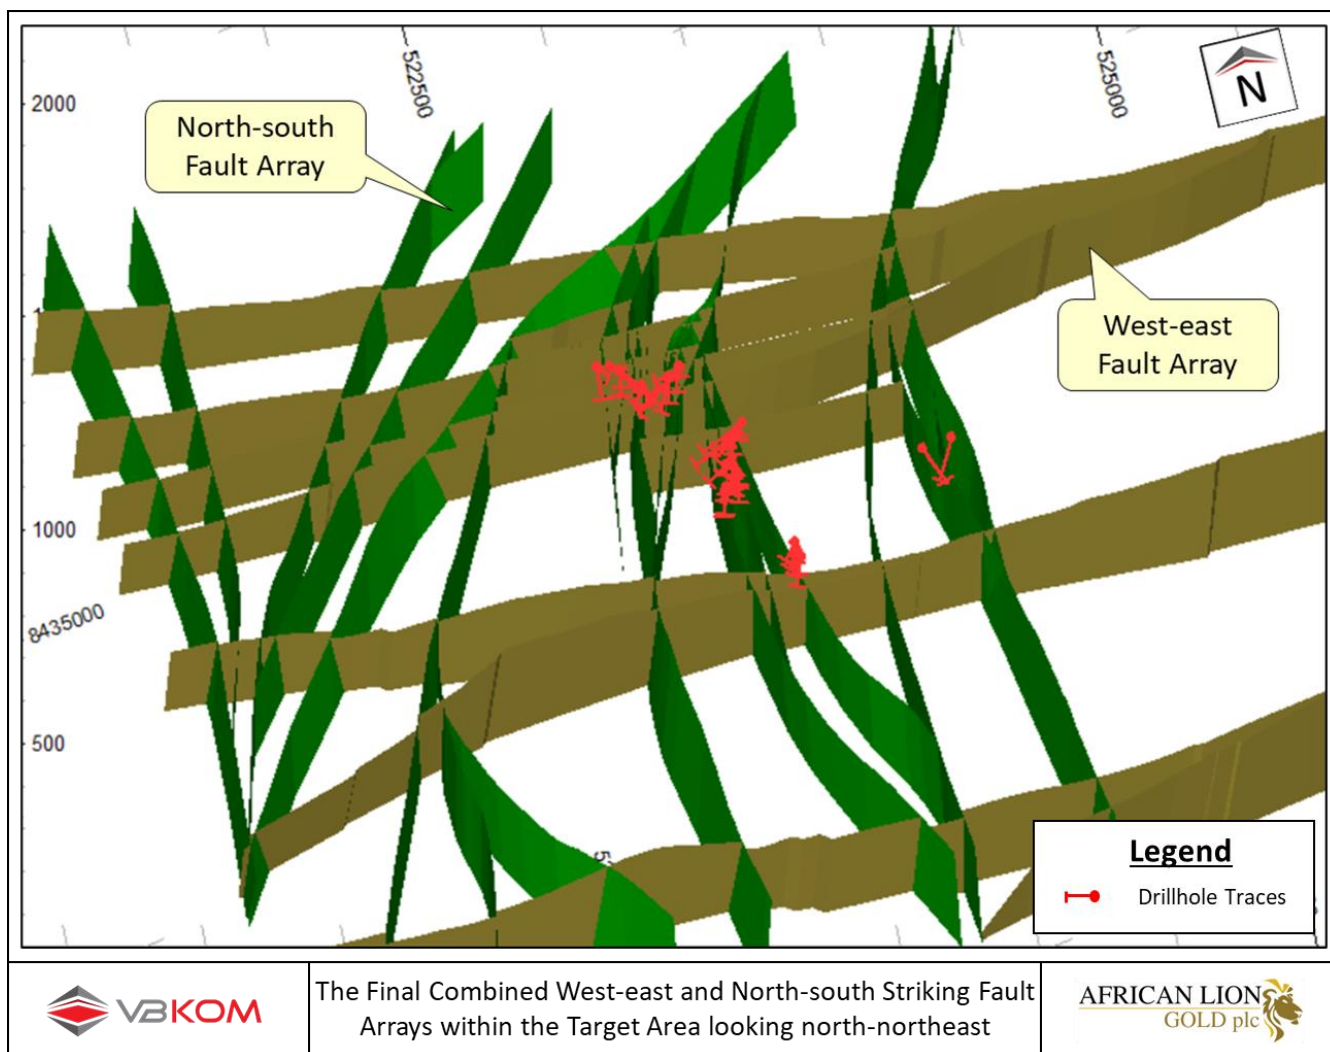 522500
525000
N
2000
North-south
Fault Array
West-east
Fault Array
1000
8435000
500
Legend
Drillhole Traces
VBKOM
The Final Combined West-east and North-south Striking Fault
Arrays within the Target Area looking north-northeast
AFRICAN LION
GOLD plc